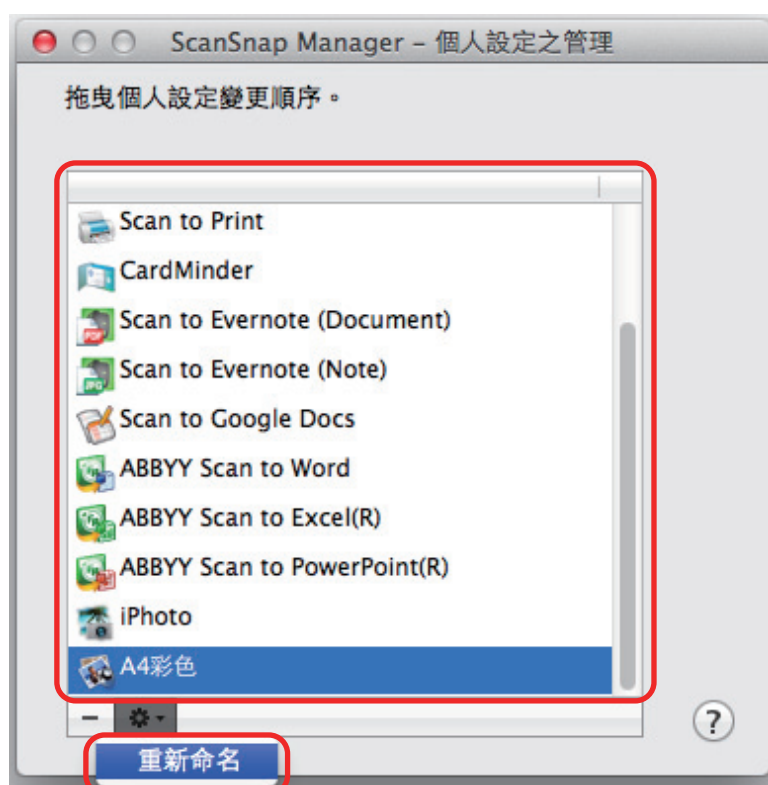 ScanSnap Manager – 個人設定之管理
拖曳個人設定變更順序。
Scan to Print
CardMinder
Scan to Evernote (Document)
Scan to Evernote (Note)
Scan to Google Docs
ABBYY Scan to Word
ABBYY Scan to Excel(R)
ABBYY Scan to PowerPoint(R)
iPhoto
A4彩色
?
重新命名